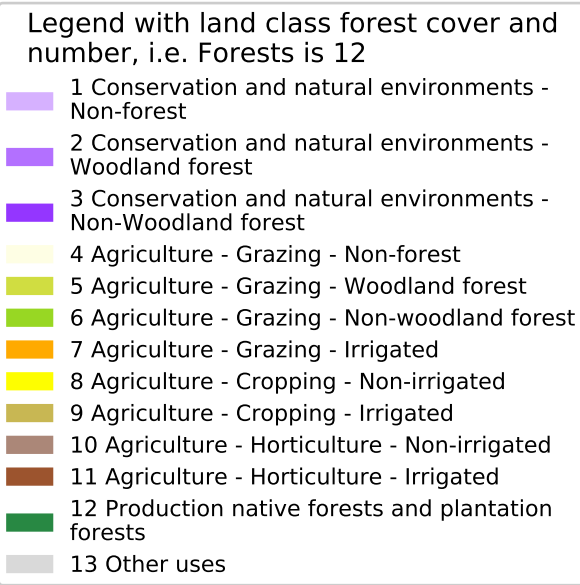 Legend with land class forest cover and
number, i.e. Forests is 12
1 Conservation and natural environments -
Non-forest
2 Conservation and natural environments -
Woodland forest
3 Conservation and natural environments -
Non-Woodland forest
4 Agriculture - Grazing - Non-forest
5 Agriculture - Grazing - Woodland forest
6 Agriculture - Grazing - Non-woodland forest
7 Agriculture - Grazing - Irrigated
8 Agriculture - Cropping - Non-irrigated
9 Agriculture - Cropping - Irrigated
10 Agriculture - Horticulture - Non-irrigated
11 Agriculture - Horticulture - Irrigated
12 Production native forests and plantation
forests
13 Other uses